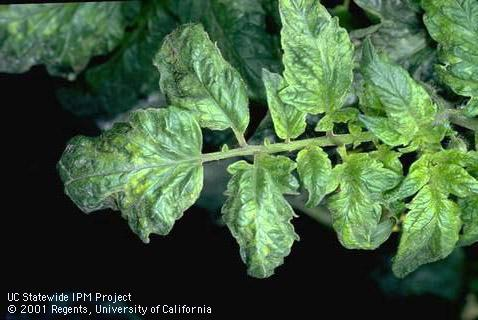 UC Statewide IPM Project
© 2001 Regents, University of California